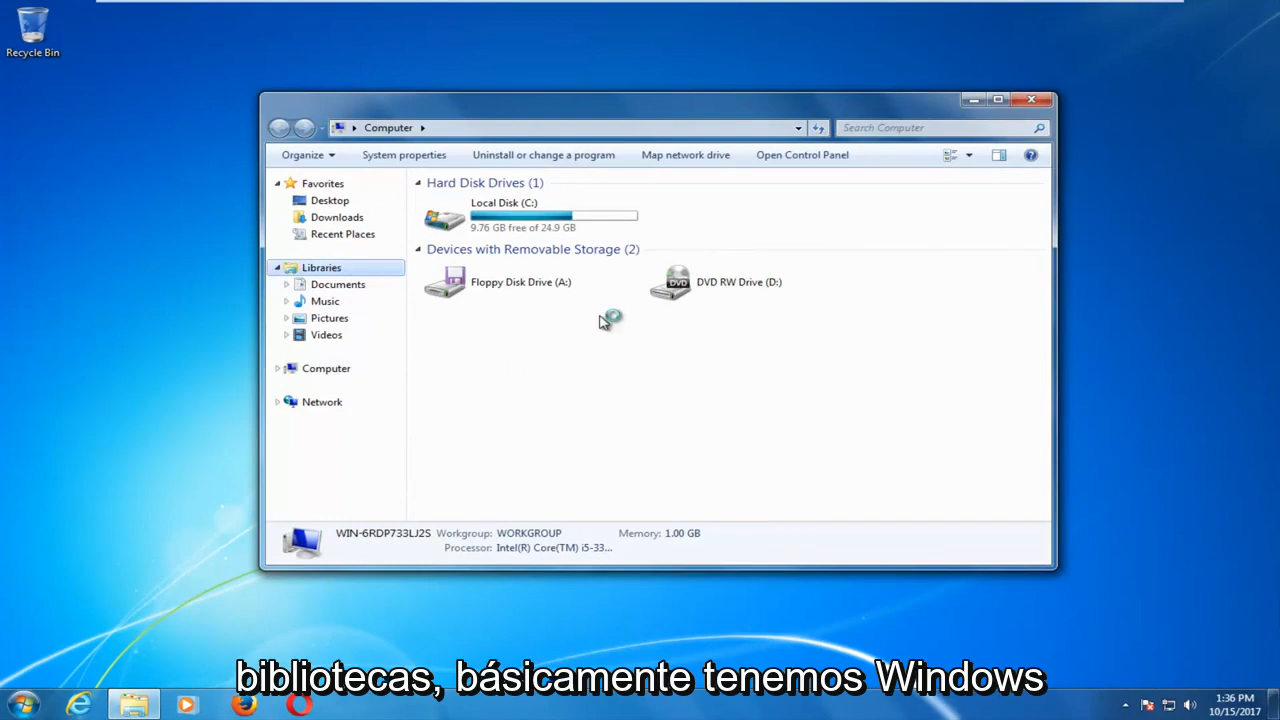 Recycle Bin
Computer
Search Computer
Organize
System properties
Uninstall or change a program
Map network drive
Open Control Panel
Favorites
Desktop
Downloads
Recent Places
Libraries
Documents
Music
Pictures
Videos
Computer
Network
Hard Disk Drives (1)
Local Disk (C:)
9.76 GB free of 24.9 GB
Devices with Removable Storage (2)
Floppy Disk Drive (A:)
DVD
DVD RW Drive (D:)
WIN-6RDP733LJ2S Workgroup: WORKGROUP Memory: 1.00 GB
Processor: Intel(R) Core(TM) i5-33...
bibliotecas, básicamente tenemos Windows
1:36 PM
10/15/2017